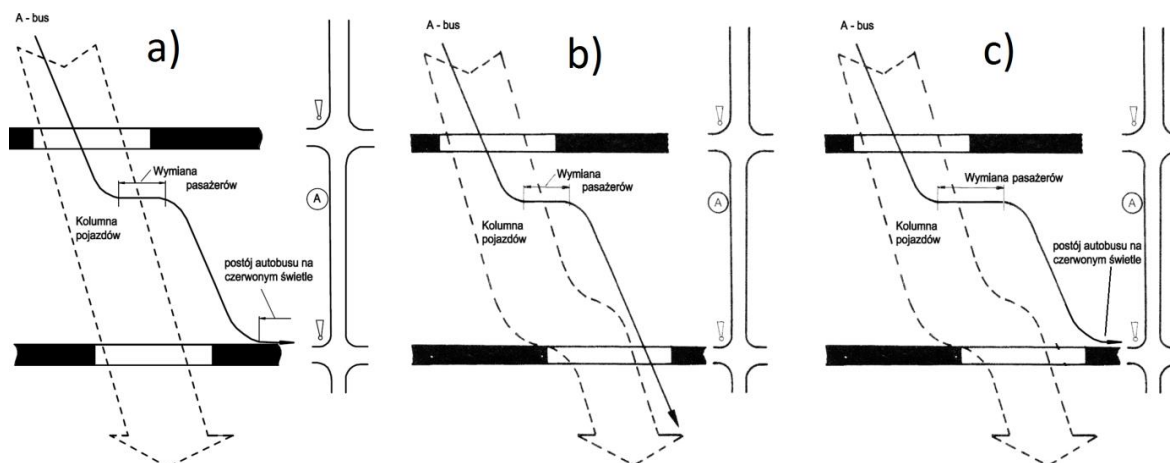 A - bus
a)
Wymiana
pasażerów
A
Kolumna
pojazdów
postój autobusu na
czerwonym świetle
A - bus
b)
Wymiana
pasażerów
A
Kolumna
pojazdów
A - bus
c)
Wymiana pasażerów
A
Kolumna
pojazdów
postój autobusu na
czerwonym świetle